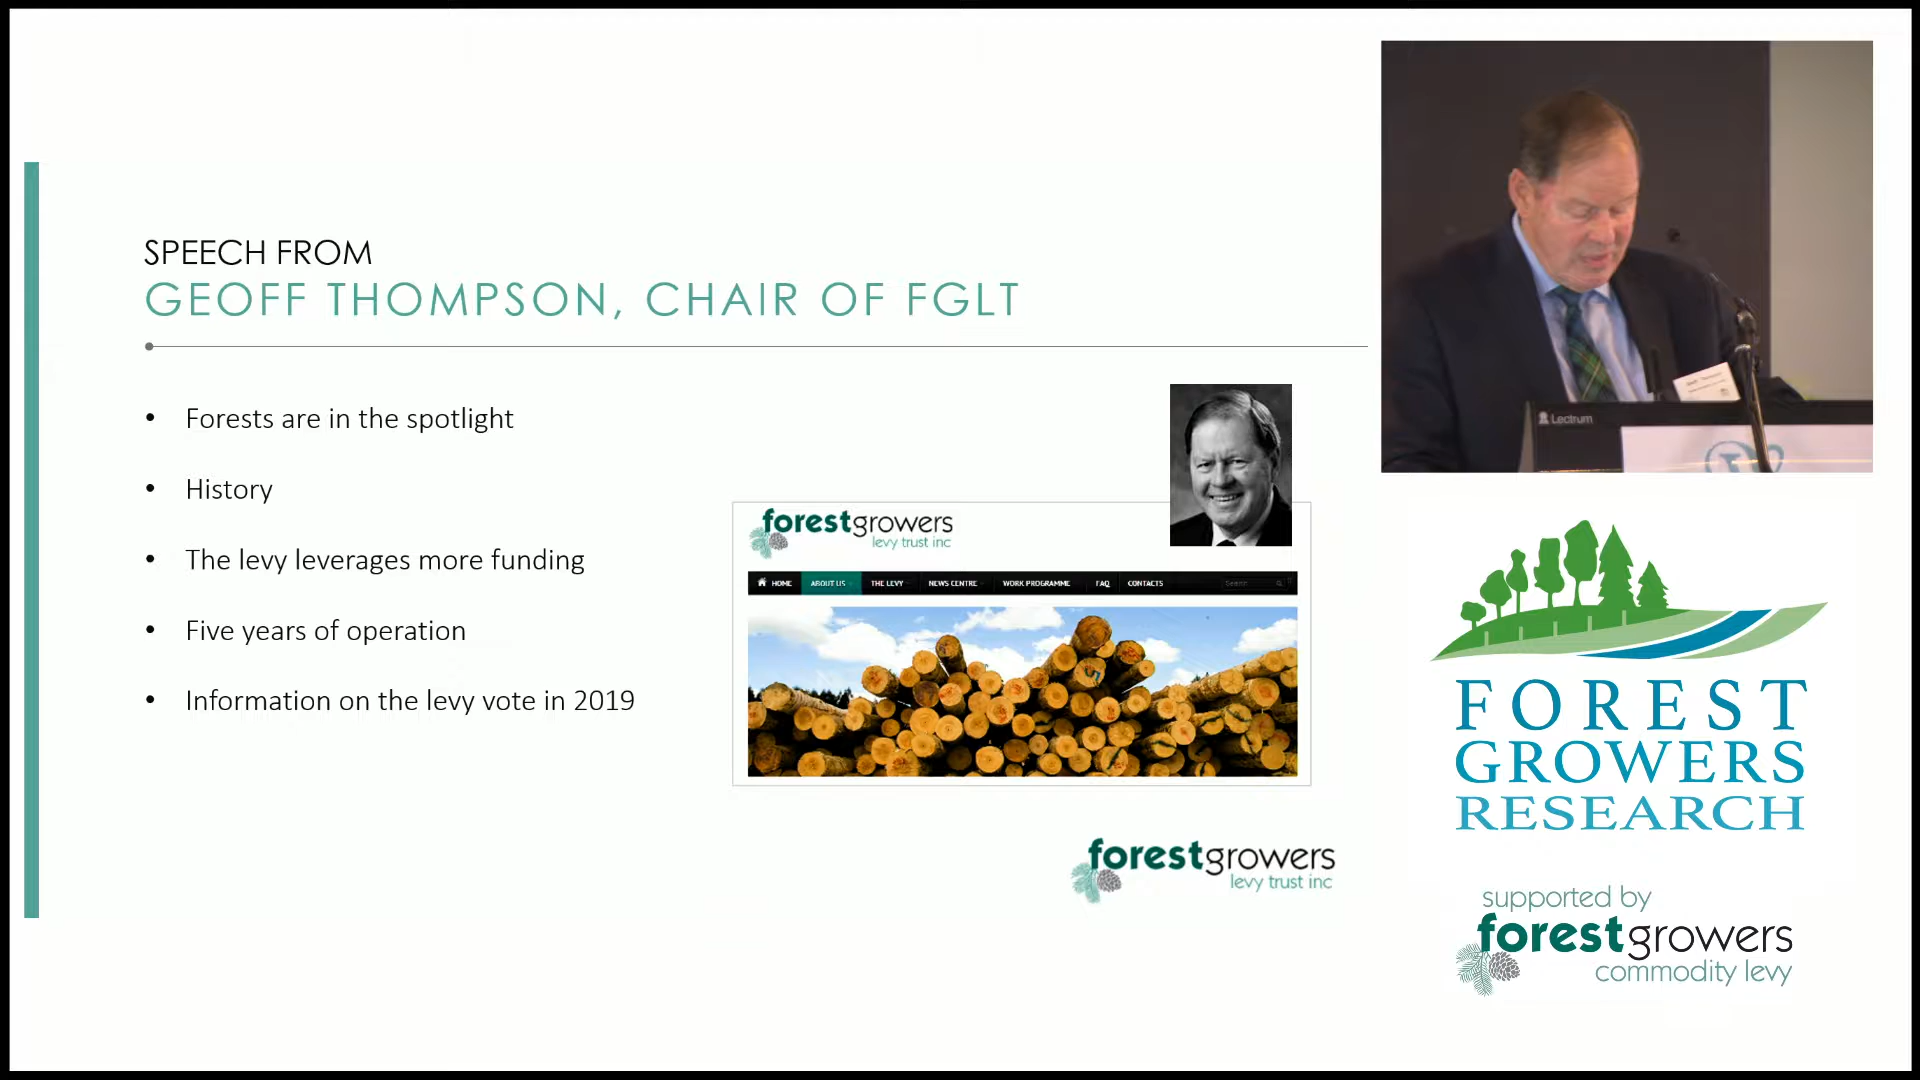 SPEECH FROM
GEOFF THOMPSON, CHAIR OF FGLT
• Forests are in the spotlight
• History
• The levy leverages more funding
• Five years of operation
• Information on the levy vote in 2019
forestgrowers
levy trust inc
HOME ABOUT US THE LEVY NEWS CENTRE WORK PROGRAMME FAQ CONTACTS Search
forestgrowers
levy trust inc
Lectrum
FOREST
GROWERS
RESEARCH
supported by
forestgrowers
commodity levy